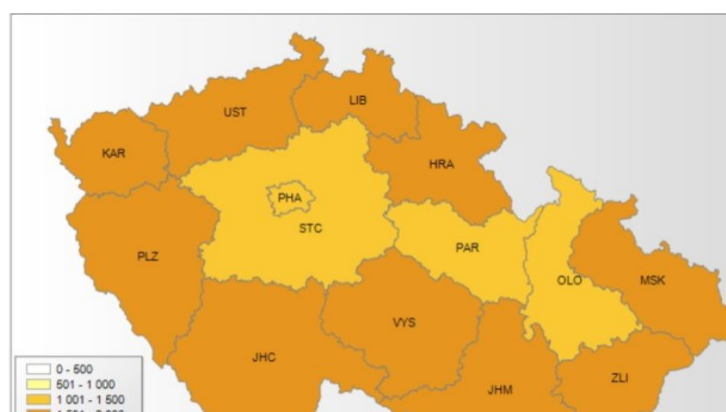 LIB
UST
KAR
HRA
PHA
STC
PAR
PLZ
OLO
MSK
VYS
JHC
ZLI
JHM
0 - 500
501 - 1 000
1 001 - 1 500